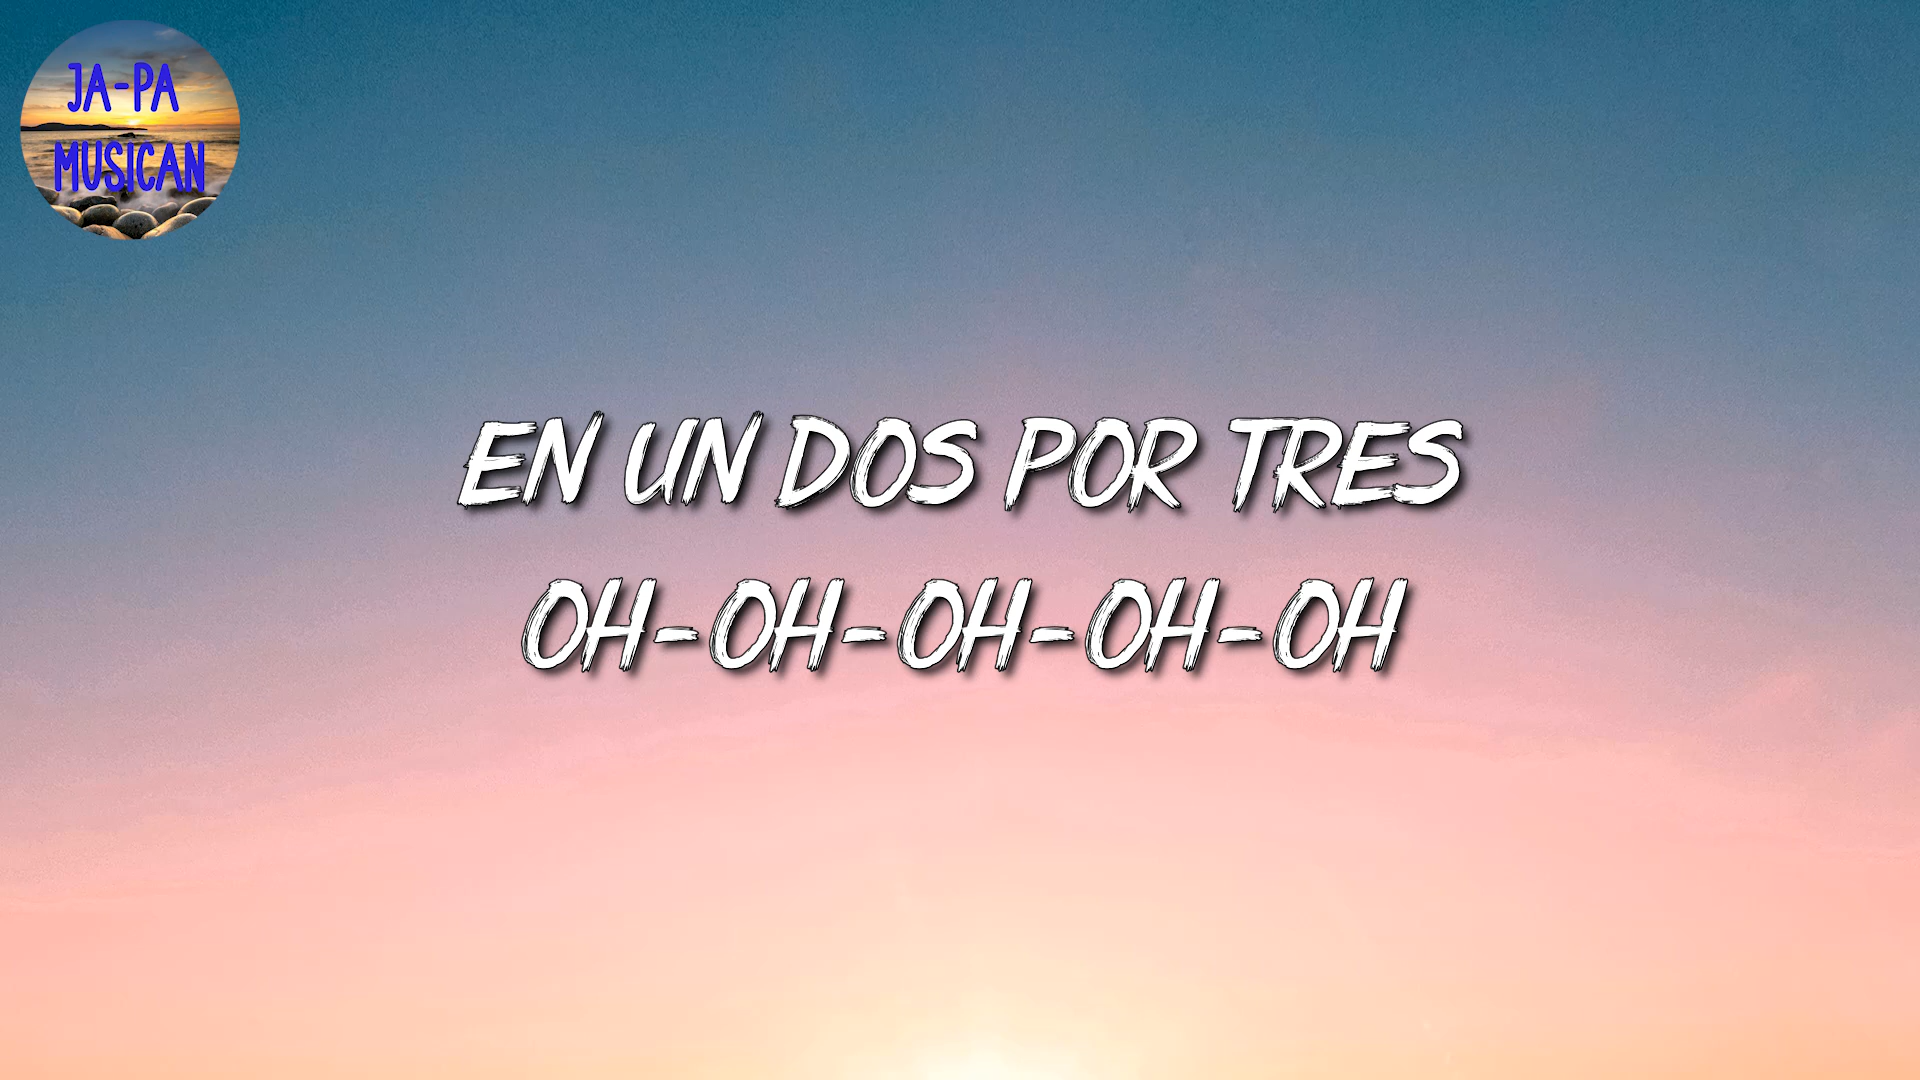 JA-PA
MUSICAN
EN UN DOS POR TRES
OH-OH-OH-OH-OH